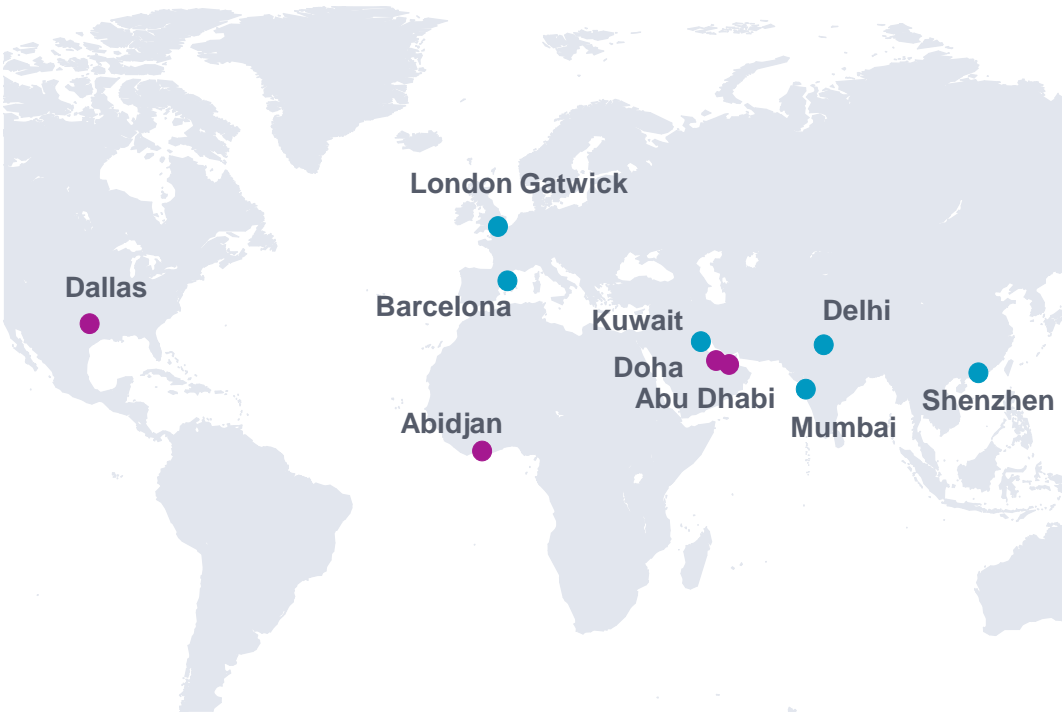 London Gatwick
Dallas
Barcelona
Kuwait
Delhi
Doha
Abu Dhabi
Shenzhen
Abidjan
Mumbai